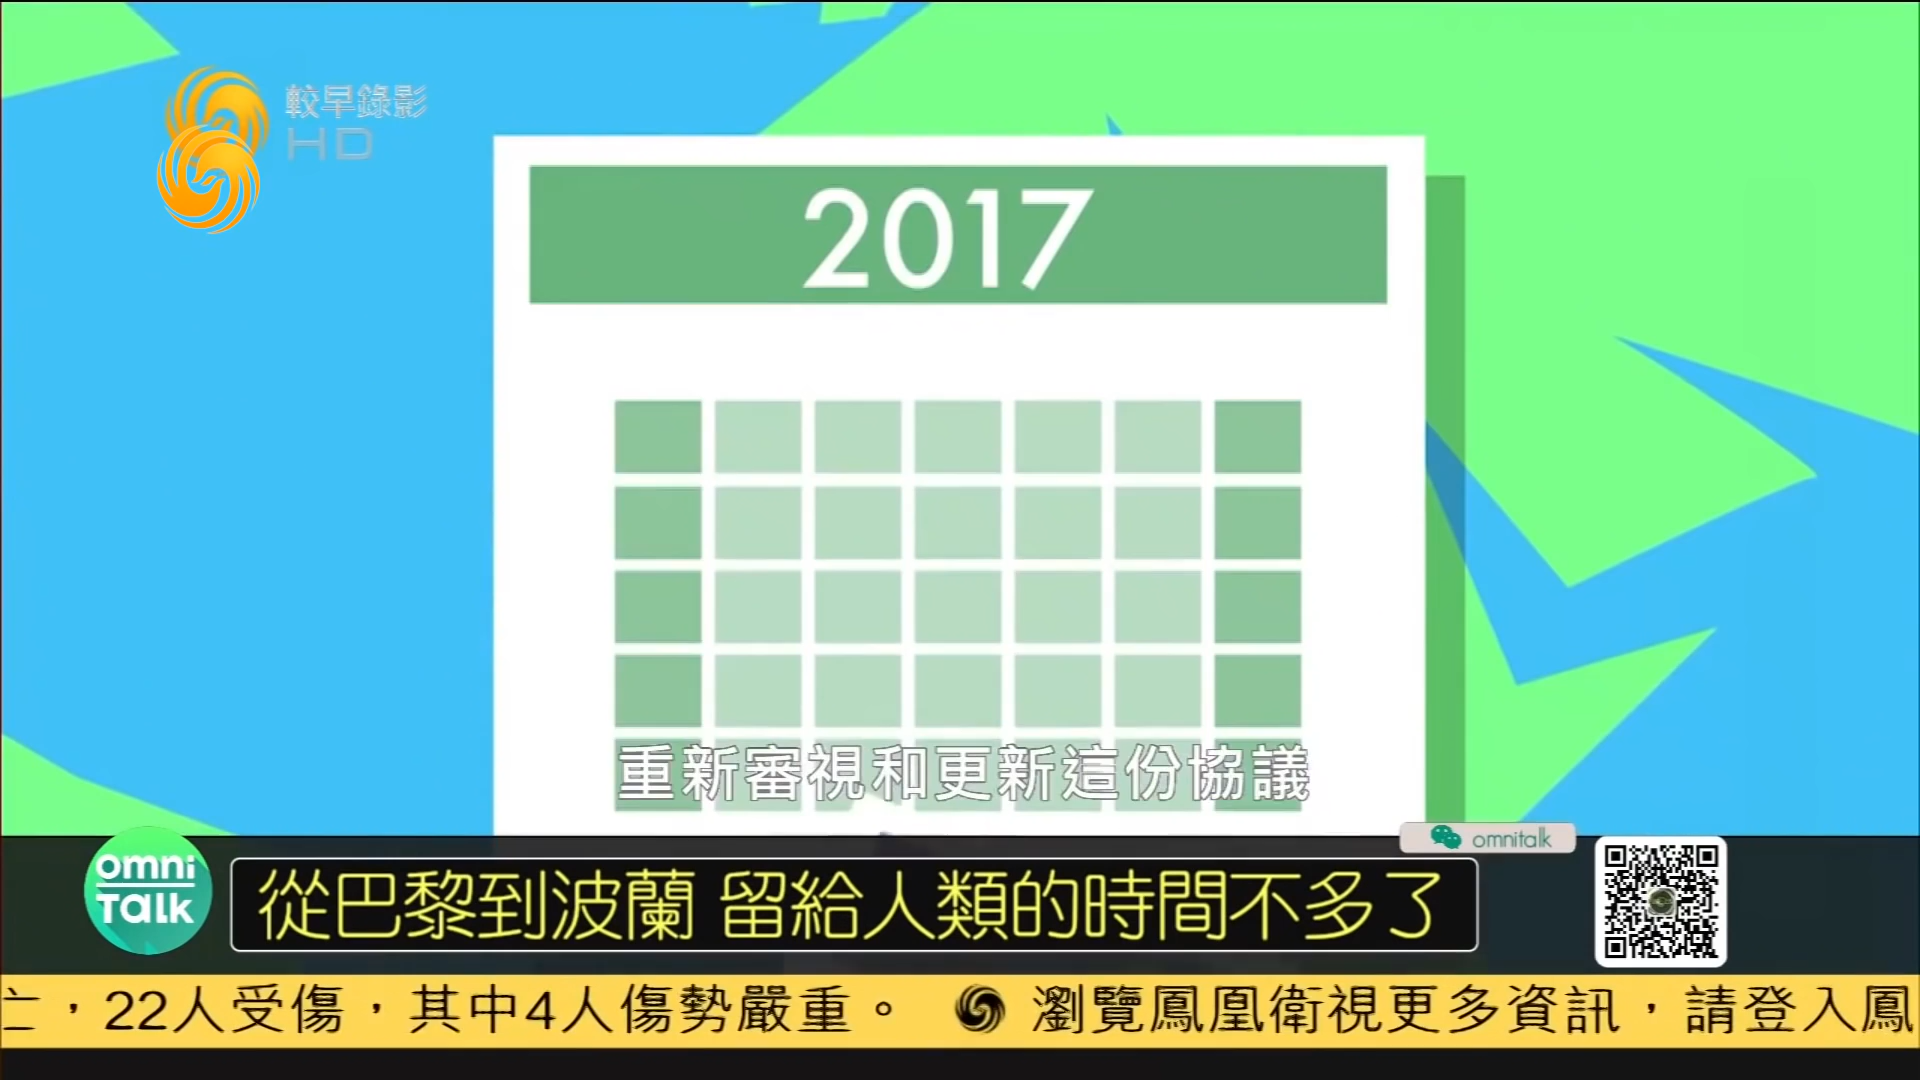 較早錄影
HD
2017
重新審視和更新這份協議
omnitalk
omni
Talk
從巴黎到波蘭 留給人類的時間不多了
亡，22人受傷，其中4人傷勢嚴重。 瀏覽鳳凰衛視更多資訊，請登入鳳